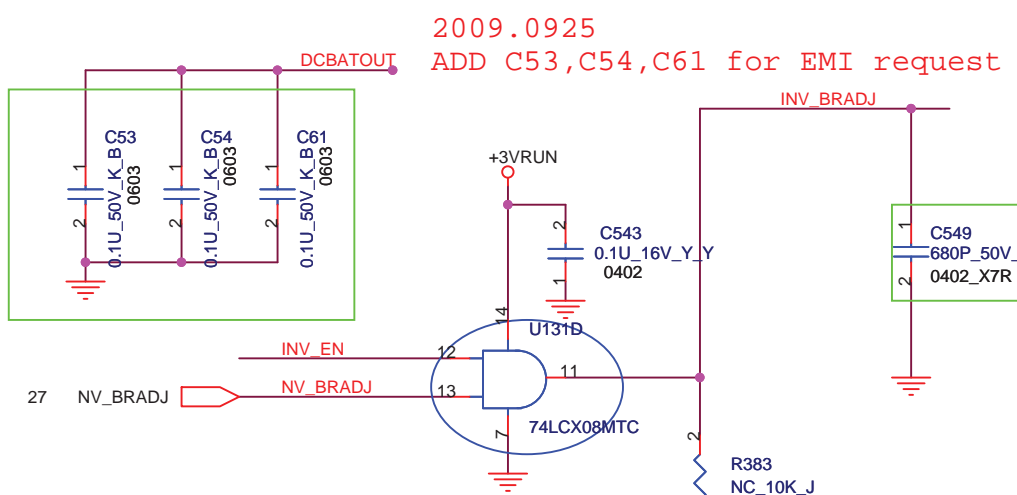 2009.0925
ADD C53,C54,C61 for EMI request
DCBATOUT
INV_BRADJ
C53
0.1U_50V_K_B
0603
1
2
C54
0.1U_50V_K_B
0603
1
2
C61
0.1U_50V_K_B
0603
1
2
+3VRUN
2
1
C543
0.1U_16V_Y_Y
0402
1
2
C549
680P_50V_
0402_X7R
14
U131D
INV_EN
12
27 NV_BRADJ
NV_BRADJ
13
11
7
74LCX08MTC
2
R383
NC_10K_J